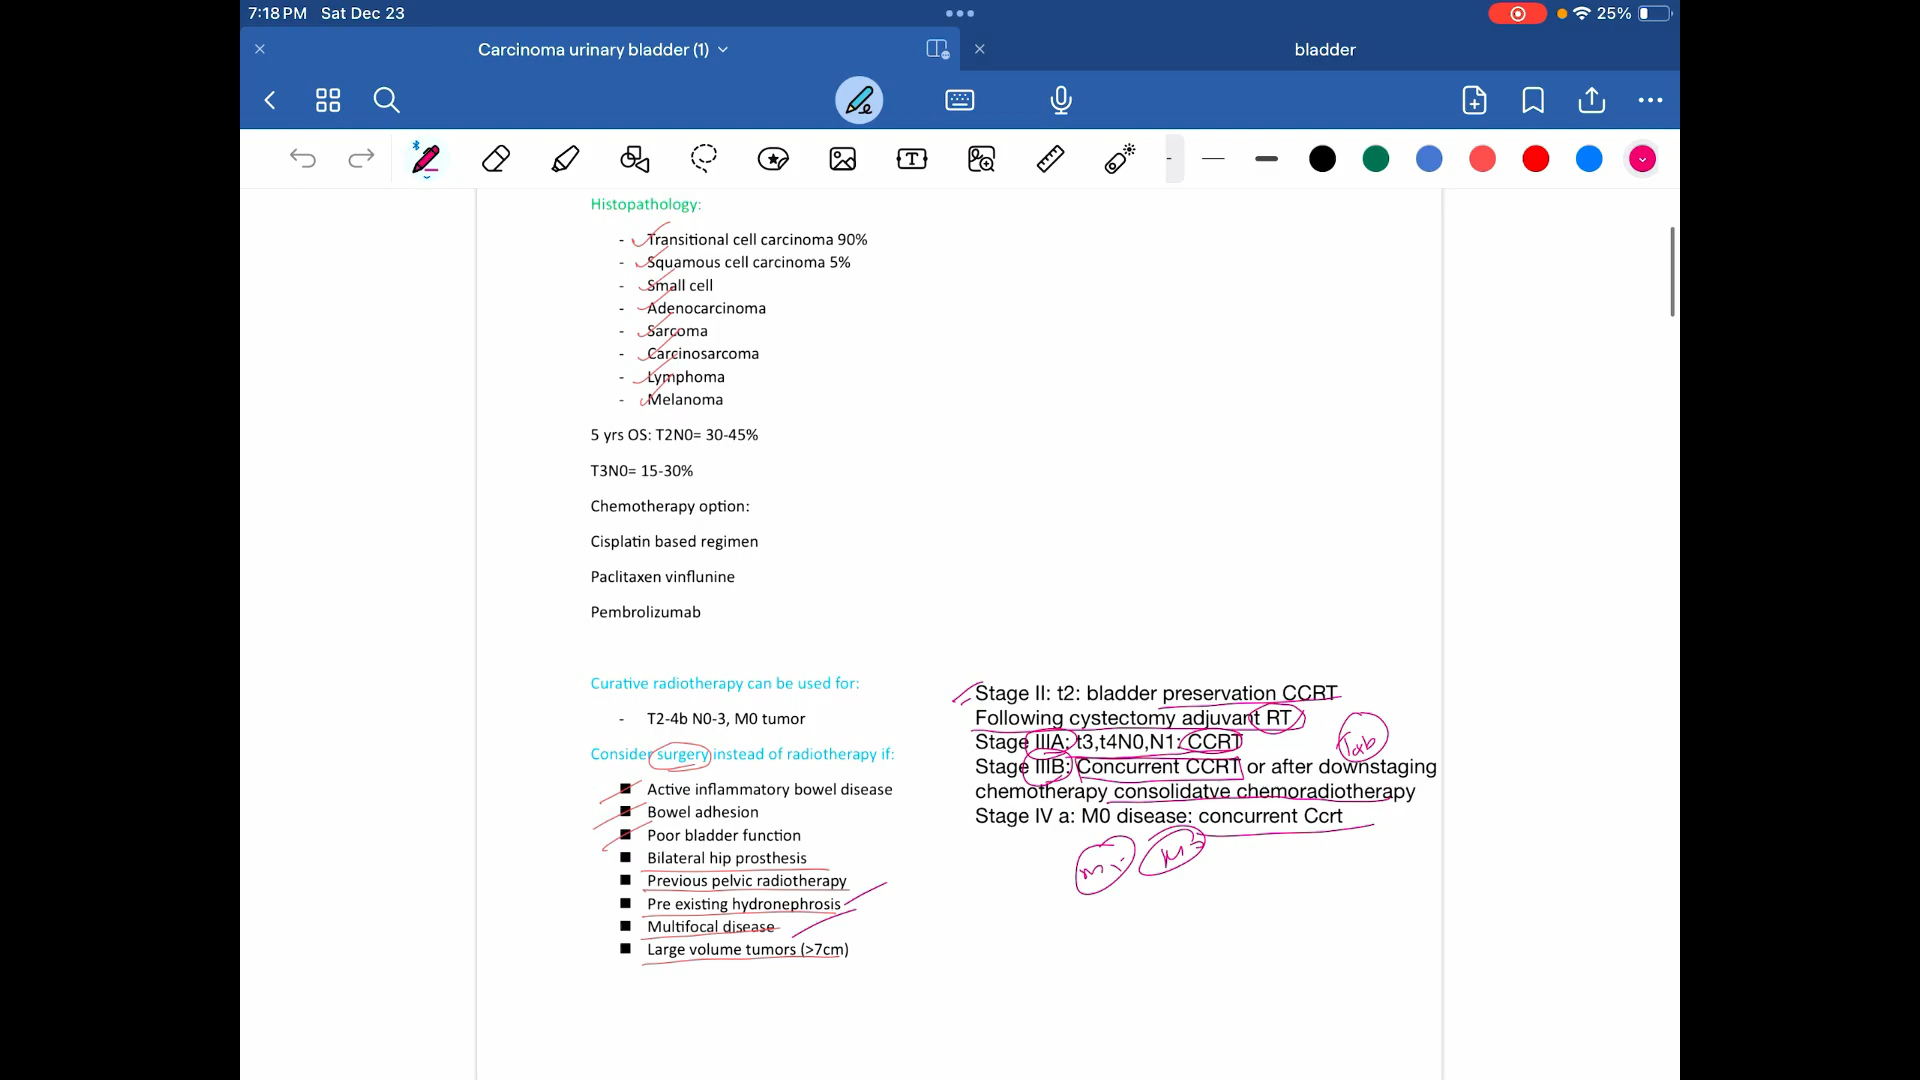 7:18 PM Sat Dec 23
25%
Carcinoma urinary bladder (1)
bladder
Histopathology:
- Transitional cell carcinoma 90%
- Squamous cell carcinoma 5%
- Small cell
- Adenocarcinoma
- Sarcoma
- Carcinosarcoma
- Lymphoma
- Melanoma
5 yrs OS: T2N0= 30-45%
T3N0= 15-30%
Chemotherapy option:
Cisplatin based regimen
Paclitaxen vinflunine
Pembrolizumab
Curative radiotherapy can be used for:
- T2-4b N0-3, M0 tumor
Consider surgery instead of radiotherapy if:
■ Active inflammatory bowel disease
■ Bowel adhesion
■ Poor bladder function
■ Bilateral hip prosthesis
■ Previous pelvic radiotherapy
■ Pre existing hydronephrosis
■ Multifocal disease
■ Large volume tumors (>7cm)
Stage II: t2: bladder preservation CCRT
Following cystectomy adjuvant RT
Stage IIIA: t3,t4N0,N1: CCRT
Stage IIIB: Concurrent CCRT or after downstaging
chemotherapy consolidatve chemoradiotherapy
Stage IV a: M0 disease: concurrent Ccrt